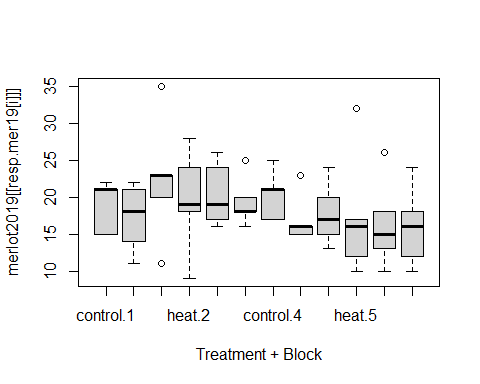 merlot2019[[resp.mer19[i]]]
35
30
25
20
15
10
control.1 heat.2 control.4 heat.5
Treatment + Block